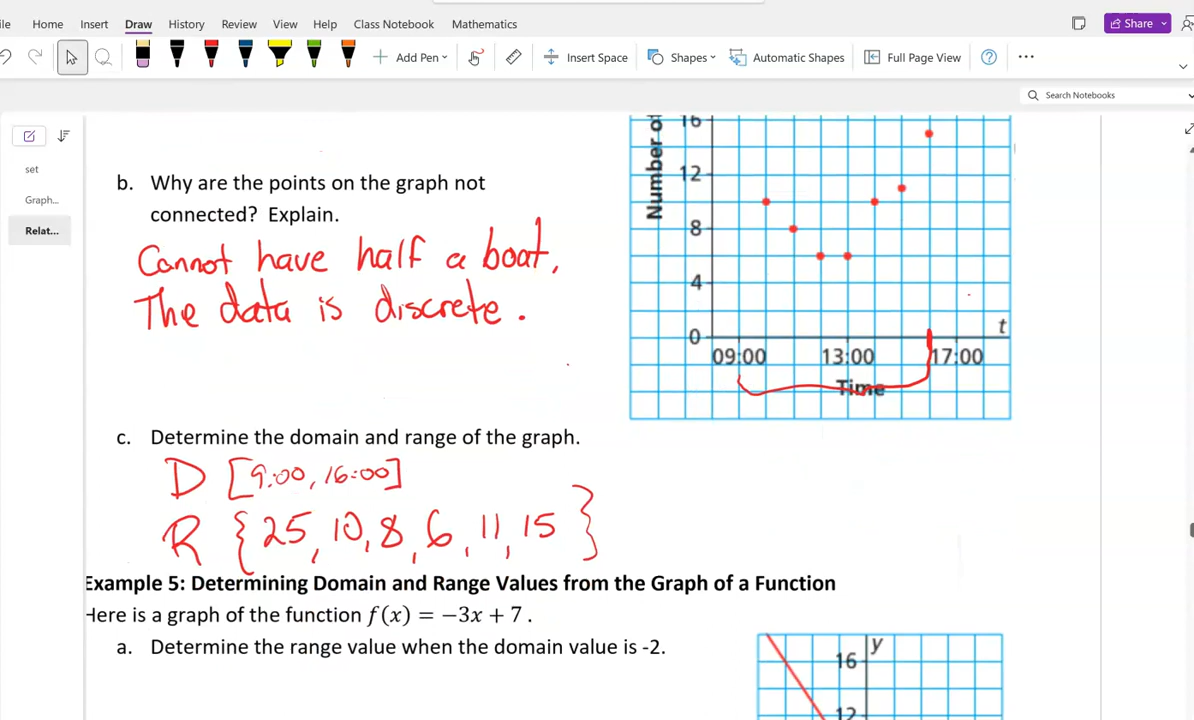 ile Home Insert Draw History Review View Help Class Notebook Mathematics Share
Add Pen Insert Space Shapes Automatic Shapes Full Page View
Search Notebooks
set
Graph...
Relat...
b. Why are the points on the graph not
connected? Explain.
Cannot have half a boat.
The data is discrete.
Number o
16
12
8
4
0
t
09:00 13:00 17:00
Time
c. Determine the domain and range of the graph.
D [9:00, 16:00]
R {25, 10, 8, 6, 11, 15 }
Example 5: Determining Domain and Range Values from the Graph of a Function
Here is a graph of the function f(x) = −3x + 7 .
a. Determine the range value when the domain value is -2.
y
16
12